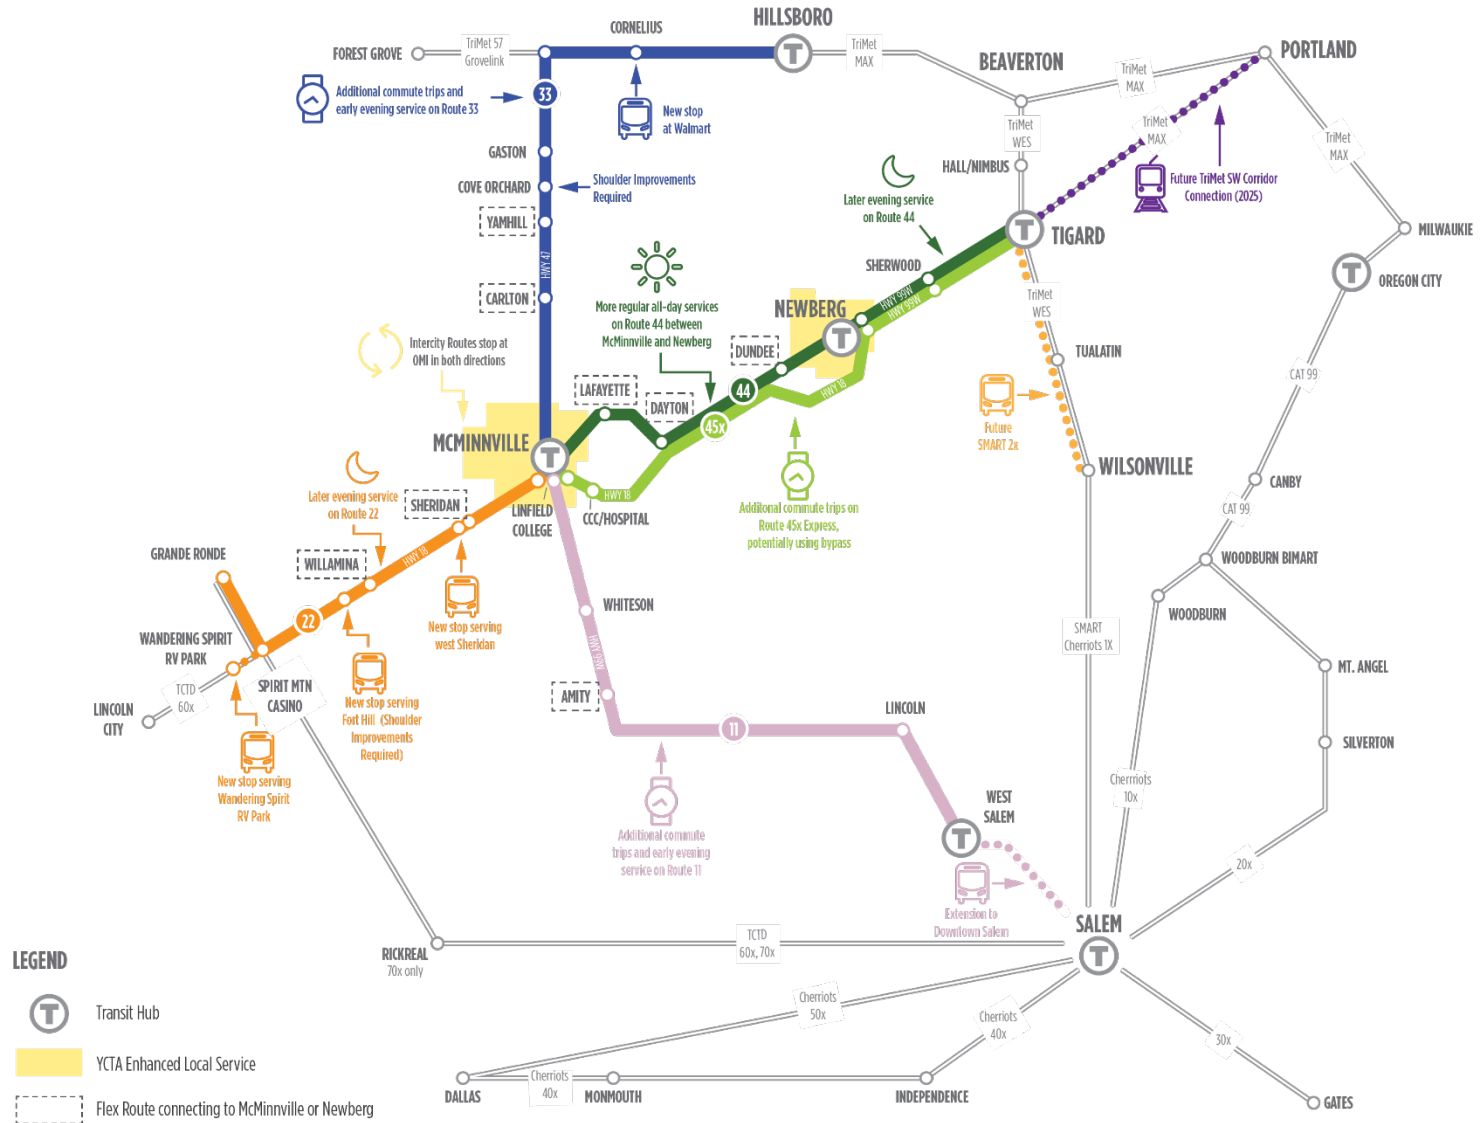 HILLSBORO
CORNELIUS
FOREST GROVE
TriMet 57
Grovelink
TriMet
MAX
BEAVERTON
PORTLAND
TriMet
MAX
Additional commute trips and
early evening service on Route 33
33
New stop
at Walmart
TriMet
WES
TriMet
MAX
TriMet
MAX
GASTON
HALL/NIMBUS
COVE ORCHARD
Shoulder Improvements
Required
Future TriMet SW Corridor
Connection (2025)
Later evening service
on Route 44
YAMHILL
HWY 47
TIGARD
MILWAUKIE
SHERWOOD
OREGON CITY
CARLTON
More regular all-day services
on Route 44 between
McMinnville and Newberg
NEWBERG
HWY 99W
HWY 99W
TriMet
WES
Intercity Routes stop at
OMI in both directions
DUNDEE
TUALATIN
LAFAYETTE
44
HWY 18
CAT 99
DAYTON
45x
Future
SMART 2x
MCMINNVILLE
WILSONVILLE
Later evening service
on Route 22
SHERIDAN
LINFIELD
COLLEGE
HWY 18
CCC/HOSPITAL
CANBY
CAT 99
Additonal commute trips on
Route 45x Express,
potentially using bypass
GRANDE RONDE
WILLAMINA
HWY 18
WOODBURN BIMART
22
New stop serving
west Sheridan
WHITESON
WOODBURN
WANDERING SPIRIT
RV PARK
HWY 99W
SMART
Cherriots 1X
MT. ANGEL
TCTD
60x
SPIRIT MTN
CASINO
AMITY
LINCOLN
CITY
New stop serving
Fort Hill (Shoulder
Improvements
Required)
11
LINCOLN
SILVERTON
New stop serving
Wandering Spirit
RV Park
Cherrriots
10x
WEST
SALEM
Additional commute
trips and early evening
service on Route 11
20x
Extension to
Downtown Salem
SALEM
RICKREAL
70x only
TCTD
60x, 70x
LEGEND
Transit Hub
YCTA Enhanced Local Service
Flex Route connecting to McMinnville or Newberg
Cherriots
50x
Cherriots
40x
30x
Cherriots
40x
DALLAS
MONMOUTH
INDEPENDENCE
GATES